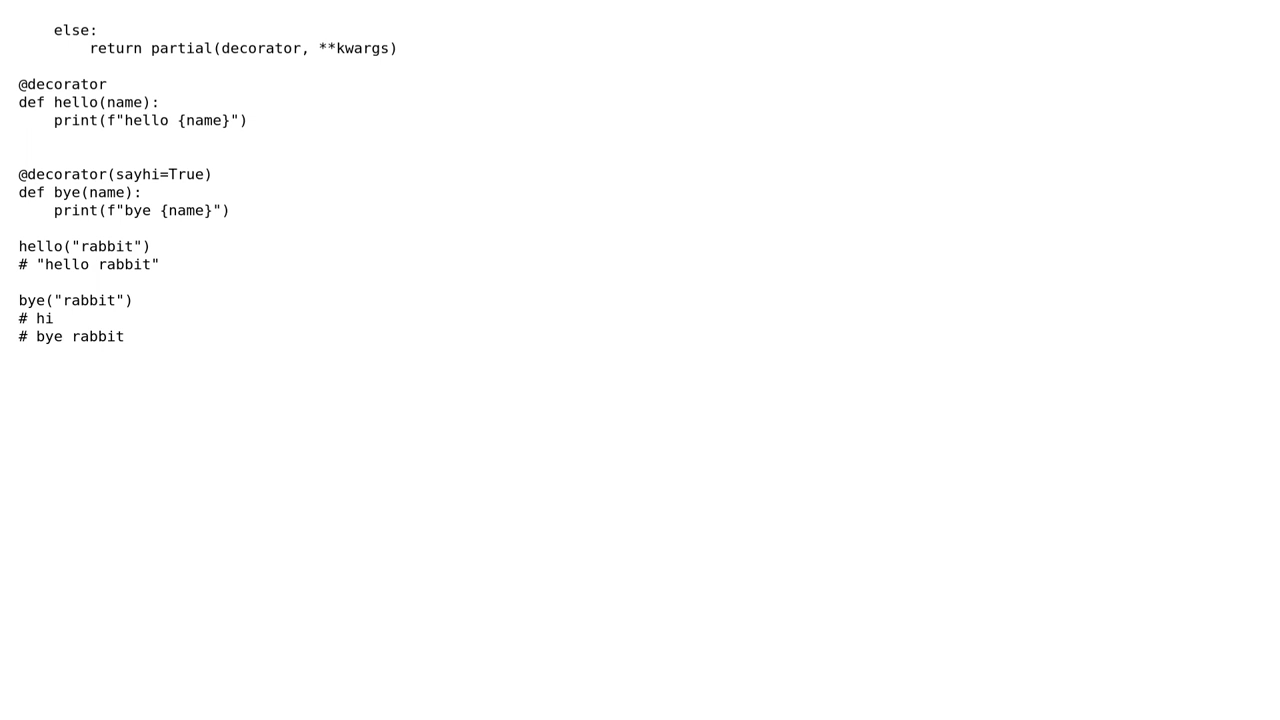 else:
        return partial(decorator, **kwargs)

@decorator
def hello(name):
    print(f"hello {name}")


@decorator(sayhi=True)
def bye(name):
    print(f"bye {name}")

hello("rabbit")
# "hello rabbit"

bye("rabbit")
# hi
# bye rabbit